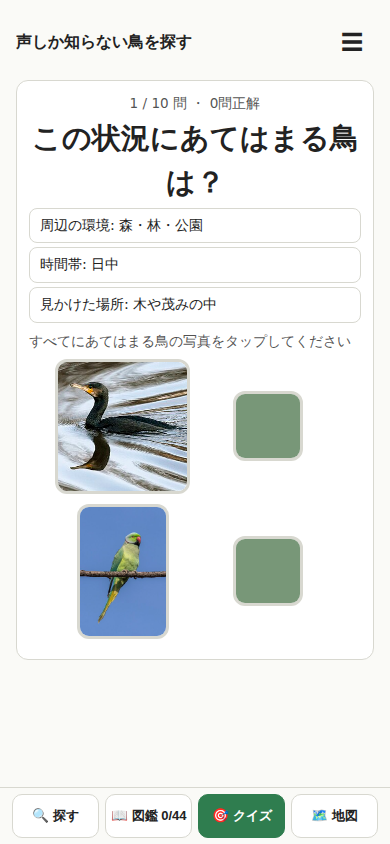 声しか知らない鳥を探す
☰
1 / 10 問 ・ 0問正解
この状況にあてはまる鳥
は？
周辺の環境: 森・林・公園
時間帯: 日中
見かけた場所: 木や茂みの中
すべてにあてはまる鳥の写真をタップしてください
🔍 探す
📖 図鑑 0/44
🎯 クイズ
🗺️ 地図